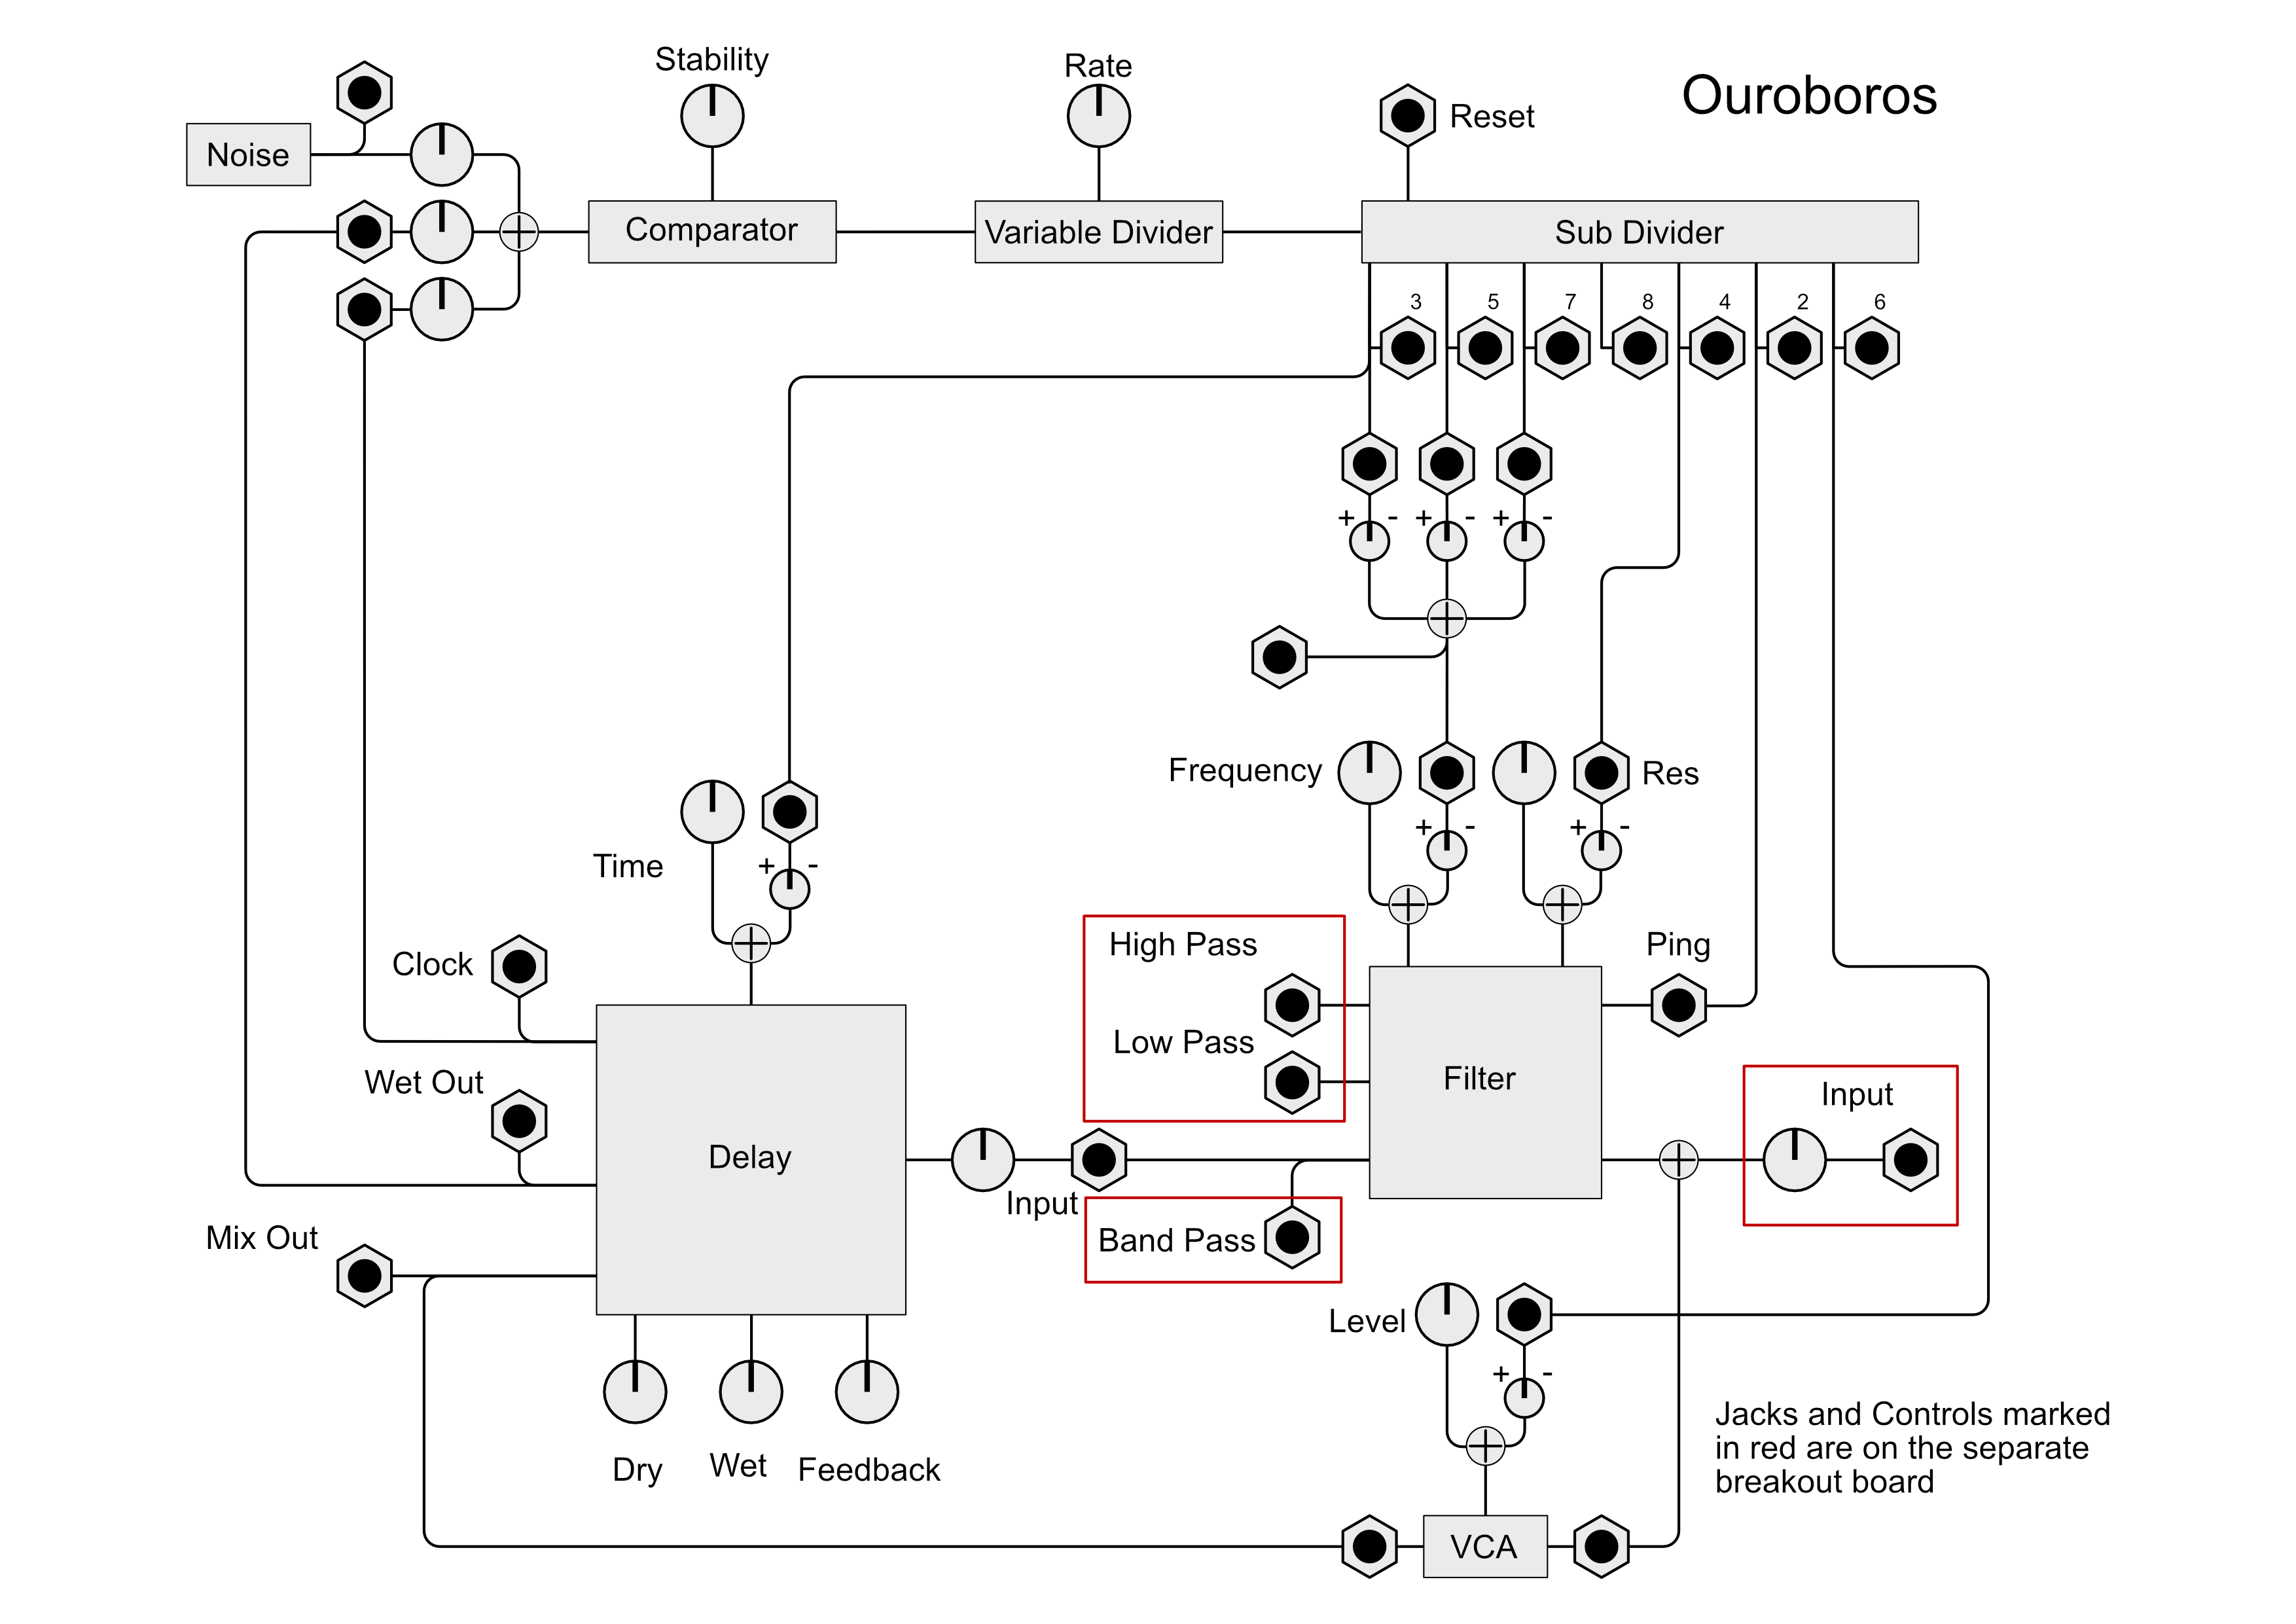 Stability
Rate
Ouroboros
Reset
Noise
Comparator
Variable Divider
Sub Divider
3
5
7
8
4
2
6
+ -
+ -
+ -
Frequency
Res
+ -
+ -
Time
+ -
High Pass
Ping
Clock
Low Pass
Wet Out
Filter
Input
Delay
Input
Mix Out
Band Pass
Level
+ -
Dry
Wet
Feedback
Jacks and Controls marked
in red are on the separate
breakout board
VCA